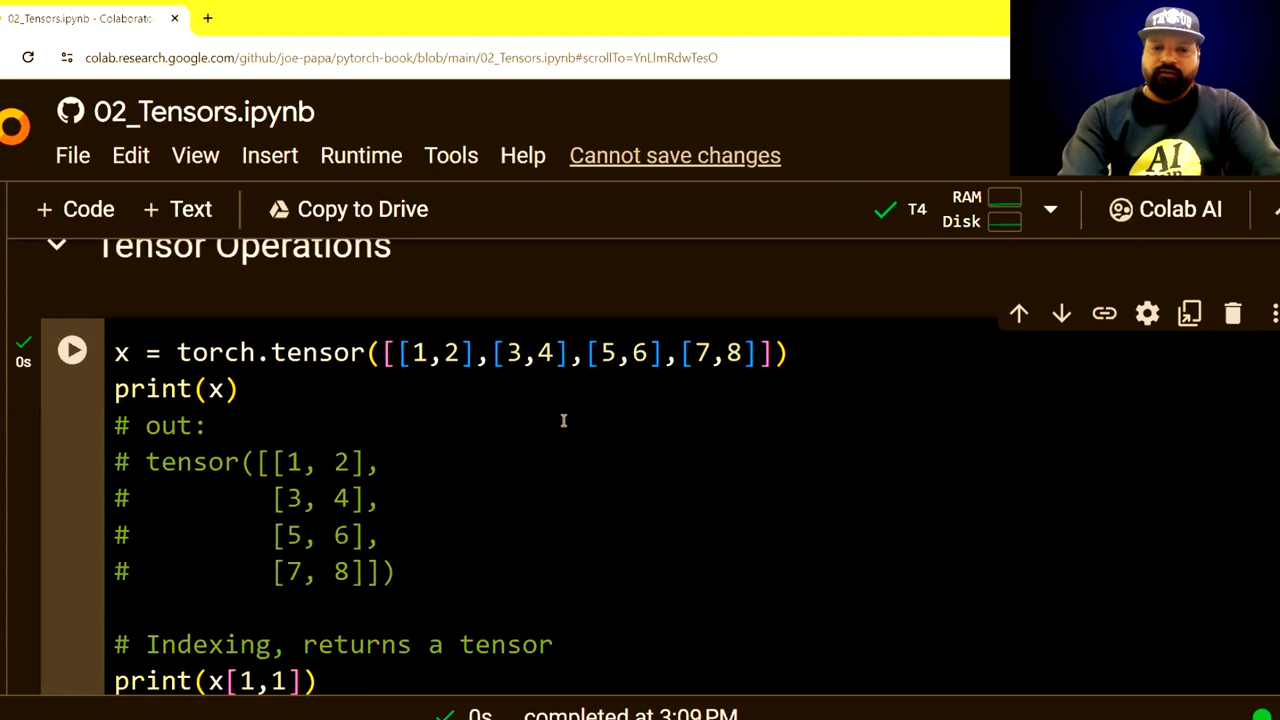 02_Tensors.ipynb - Colaborato
colab.research.google.com/github/joe-papa/pytorch-book/blob/main/02_Tensors.ipynb#scrollTo=YnLlmRdwTesO
02_Tensors.ipynb
File Edit View Insert Runtime Tools Help Cannot save changes
+ Code + Text Copy to Drive
RAM
T4
Disk
Colab AI
AI
Tensor Operations
0s
x = torch.tensor([[1,2],[3,4],[5,6],[7,8]])
print(x)
# out:
# tensor([[1, 2],
#         [3, 4],
#         [5, 6],
#         [7, 8]])
# Indexing, returns a tensor
print(x[1,1])
0s completed at 3:09 PM